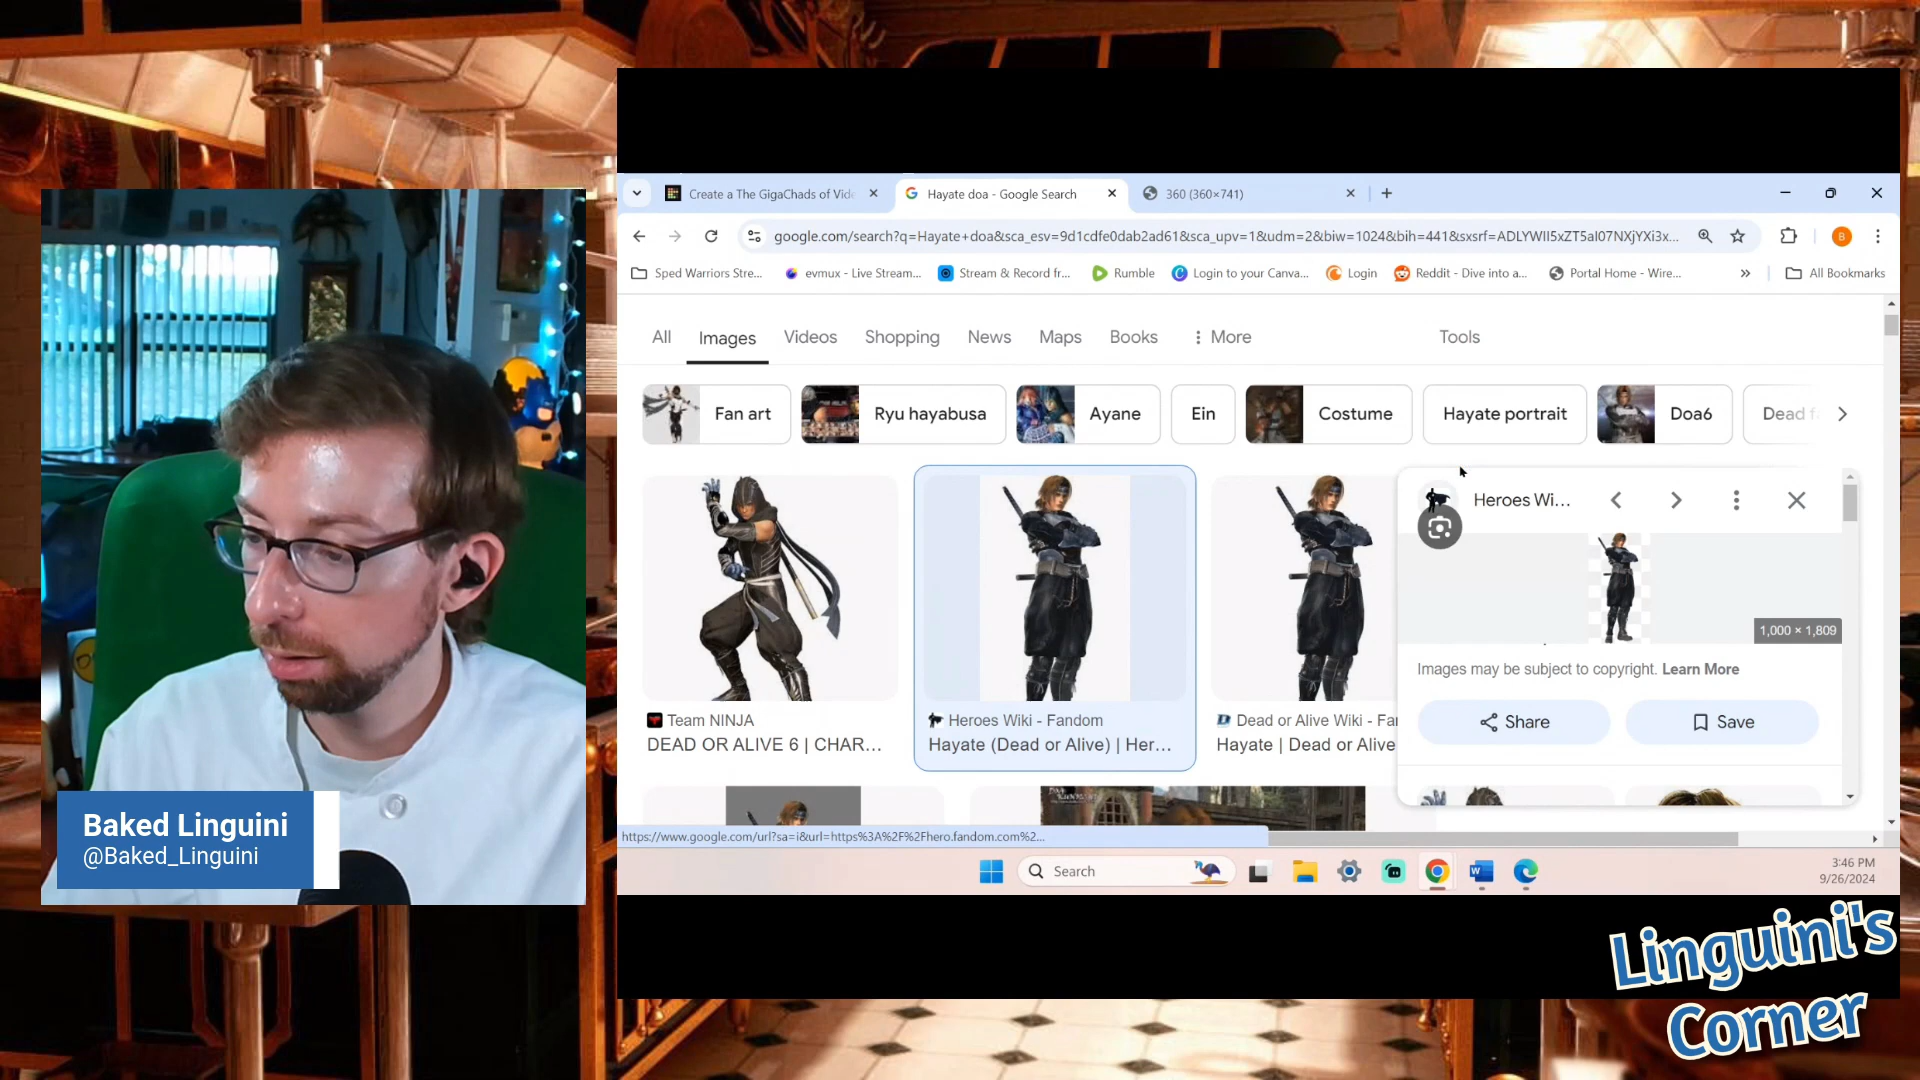 Create a The GigaChads of Vide
Hayate doa - Google Search
360 (360×741)
google.com/search?q=Hayate+doa&sca_esv=9d1cdfe0dab2ad61&sca_upv=1&udm=2&biw=1024&bih=441&sxsrf=ADLYWII5xZT5aI07NXjYXi3x...
B
Sped Warriors Stre...
evmux - Live Stream...
Stream & Record fr...
Rumble
Login to your Canva...
Login
Reddit - Dive into a...
Portal Home - Wire...
All Bookmarks
All
Images
Videos
Shopping
News
Maps
Books
More
Tools
Fan art
Ryu hayabusa
Ayane
Ein
Costume
Hayate portrait
Doa6
Dead
Heroes Wi...
1,000 × 1,809
Images may be subject to copyright. Learn More
Share
Save
Team NINJA
DEAD OR ALIVE 6 | CHAR...
Heroes Wiki - Fandom
Hayate (Dead or Alive) | Her...
Dead or Alive Wiki - Fa
Hayate | Dead or Alive
https://www.google.com/url?sa=i&url=https%3A%2F%2Fhero.fandom.com%2...
Search
3:46 PM
9/26/2024
Baked Linguini
@Baked_Linguini
Linguini's
Corner